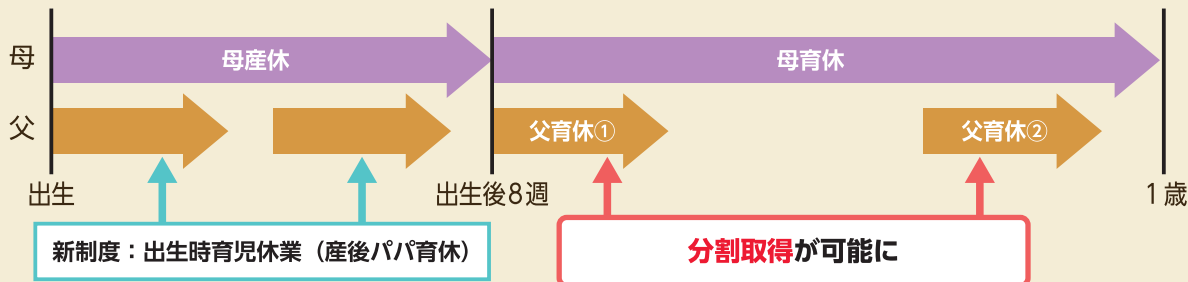 母
母産休
母育休
父
父育休①
父育休②
出生
出生後8週
1歳
新制度：出生時育児休業（産後パパ育休）
分割取得が可能に